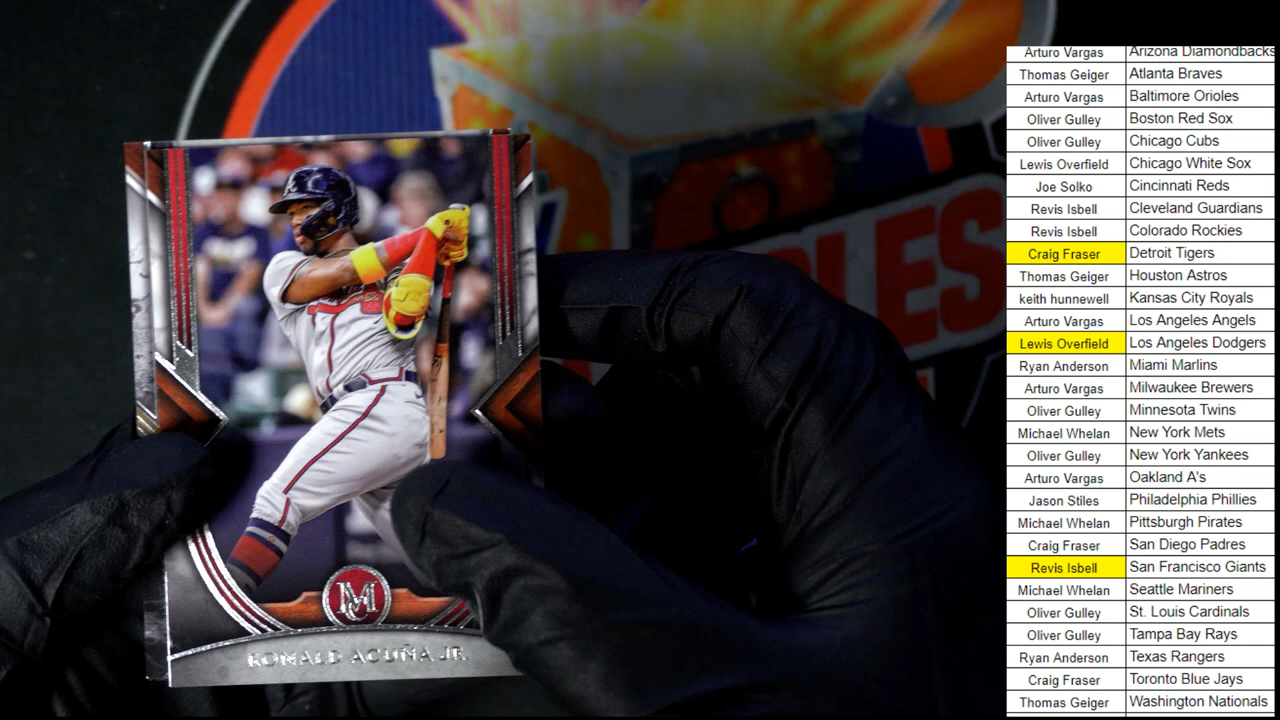 RONALD ACUÑA JR.
MC
LES
Arturo Vargas Arizona Diamondbacks
Thomas Geiger Atlanta Braves
Arturo Vargas Baltimore Orioles
Oliver Gulley Boston Red Sox
Oliver Gulley Chicago Cubs
Lewis Overfield Chicago White Sox
Joe Solko Cincinnati Reds
Revis Isbell Cleveland Guardians
Revis Isbell Colorado Rockies
Craig Fraser Detroit Tigers
Thomas Geiger Houston Astros
keith hunnewell Kansas City Royals
Arturo Vargas Los Angeles Angels
Lewis Overfield Los Angeles Dodgers
Ryan Anderson Miami Marlins
Arturo Vargas Milwaukee Brewers
Oliver Gulley Minnesota Twins
Michael Whelan New York Mets
Oliver Gulley New York Yankees
Arturo Vargas Oakland A's
Jason Stiles Philadelphia Phillies
Michael Whelan Pittsburgh Pirates
Craig Fraser San Diego Padres
Revis Isbell San Francisco Giants
Michael Whelan Seattle Mariners
Oliver Gulley St. Louis Cardinals
Oliver Gulley Tampa Bay Rays
Ryan Anderson Texas Rangers
Craig Fraser Toronto Blue Jays
Thomas Geiger Washington Nationals